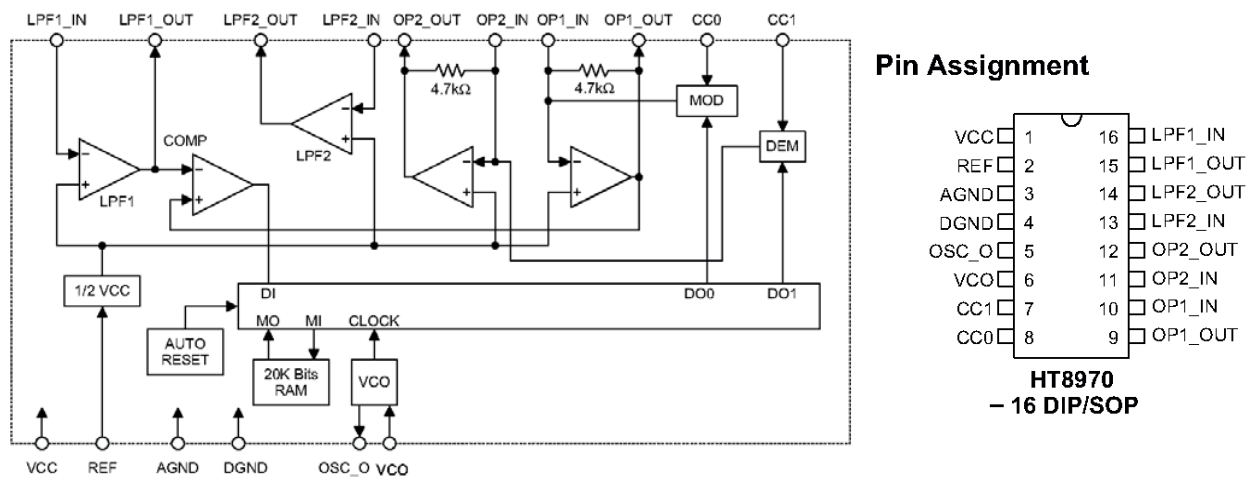 LPF1_IN LPF1_OUT LPF2_OUT LPF2_IN OP2_OUT OP2_IN OP1_IN OP1_OUT CC0 CC1
4.7kΩ 4.7kΩ
MOD
DEM
COMP
LPF1
LPF2
- + - + - + - + - +
1/2 VCC
DI DO0 DO1
MO MI CLOCK
AUTO
RESET
20K Bits
RAM
VCO
VCC REF AGND DGND OSC_O VCO
Pin Assignment
VCC 1 16 LPF1_IN
REF 2 15 LPF1_OUT
AGND 3 14 LPF2_OUT
DGND 4 13 LPF2_IN
OSC_O 5 12 OP2_OUT
VCO 6 11 OP2_IN
CC1 7 10 OP1_IN
CC0 8 9 OP1_OUT
HT8970
– 16 DIP/SOP